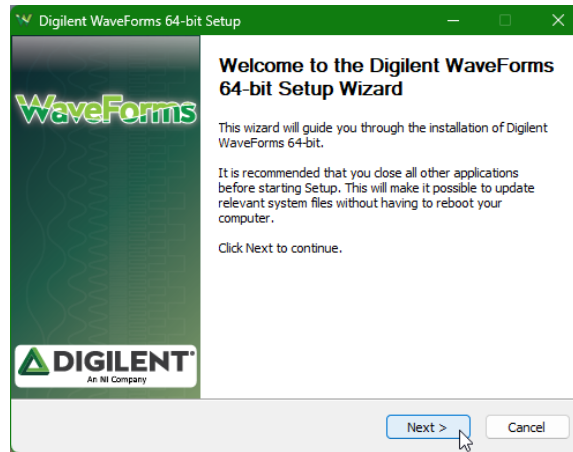 Digilent WaveForms 64-bit Setup
WaveForms
Welcome to the Digilent WaveForms
64-bit Setup Wizard
This wizard will guide you through the installation of Digilent
WaveForms 64-bit.
It is recommended that you close all other applications
before starting Setup. This will make it possible to update
relevant system files without having to reboot your
computer.
Click Next to continue.
DIGILENT
An NI Company
Next >
Cancel